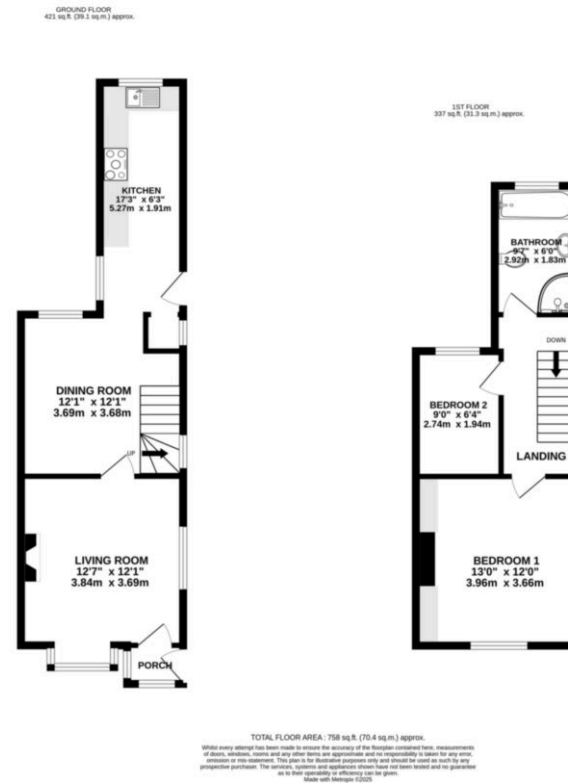 GROUND FLOOR
421 sq.ft. (39.1 sq.m.) approx.
1ST FLOOR
337 sq.ft. (31.3 sq.m.) approx.
KITCHEN
17'3" x 6'3"
5.27m x 1.91m
BATHROOM
9'7" x 6'0"
2.92m x 1.83m
DOWN
DINING ROOM
12'1" x 12'1"
3.69m x 3.68m
UP
BEDROOM 2
9'0" x 6'4"
2.74m x 1.94m
LANDING
LIVING ROOM
12'7" x 12'1"
3.84m x 3.69m
BEDROOM 1
13'0" x 12'0"
3.96m x 3.66m
PORCH
TOTAL FLOOR AREA : 758 sq.ft. (70.4 sq.m.) approx.
Whilst every attempt has been made to ensure the accuracy of the floorplan contained here, measurements
of doors, windows, rooms and any other items are approximate and no responsibility is taken for any error,
omission or mis-statement. This plan is for illustrative purposes only and should be used as such by any
prospective purchaser. The services, systems and appliances shown have not been tested and no guarantee
as to their operability or efficiency can be given.
Made with Metropix ©2025